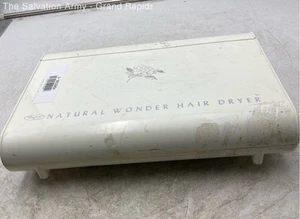 The Salvation Army - Grand Rapids
NATURAL WONDER HAIR DRYER